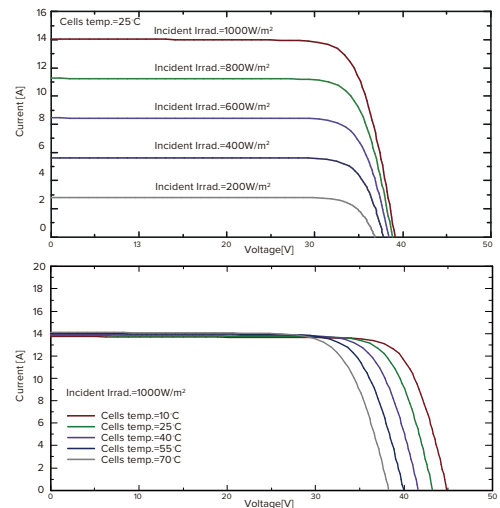 16
Cells temp.=25°C
Incident Irrad.=1000W/m²
14
12
Incident Irrad.=800W/m²
10
Current [A]
Incident Irrad.=600W/m²
8
6
Incident Irrad.=400W/m²
4
Incident Irrad.=200W/m²
2
0
0 13 20 30 40 50
Voltage[V]
20
18
16
14
12
Current [A]
10
Incident Irrad.=1000W/m²
8
Cells temp.=10°C
6
Cells temp.=25°C
Cells temp.=40°C
4
Cells temp.=55°C
2
Cells temp.=70°C
0
0 10 20 30 40 50
Voltage[V]